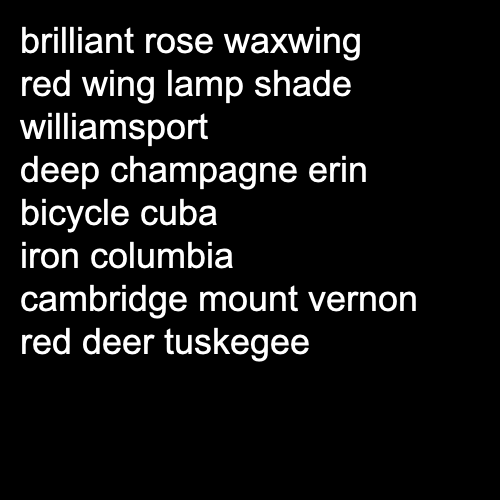 brilliant rose waxwing
red wing lamp shade
williamsport
deep champagne erin
bicycle cuba
iron columbia
cambridge mount vernon
red deer tuskegee